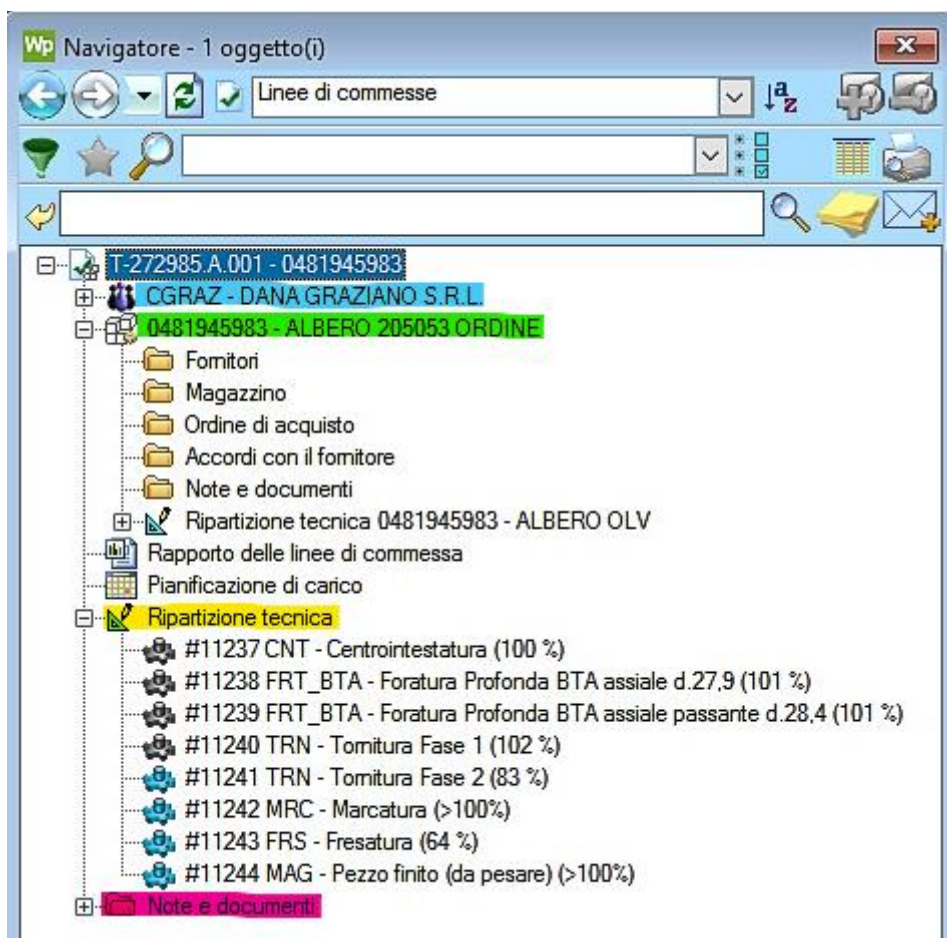 Wp Navigatore - 1 oggetto(i)
Linee di commesse
T-272985.A.001 - 0481945983
CGRAZ - DANA GRAZIANO S.R.L.
0481945983 - ALBERO 205053 ORDINE
Fornitori
Magazzino
Ordine di acquisto
Accordi con il fornitore
Note e documenti
Ripartizione tecnica 0481945983 - ALBERO OLV
Rapporto delle linee di commessa
Pianificazione di carico
Ripartizione tecnica
#11237 CNT - Centrointestatura (100 %)
#11238 FRT_BTA - Foratura Profonda BTA assiale d.27,9 (101 %)
#11239 FRT_BTA - Foratura Profonda BTA assiale passante d.28,4 (101 %)
#11240 TRN - Tornitura Fase 1 (102 %)
#11241 TRN - Tornitura Fase 2 (83 %)
#11242 MRC - Marcatura (>100%)
#11243 FRS - Fresatura (64 %)
#11244 MAG - Pezzo finito (da pesare) (>100%)
Note e documenti